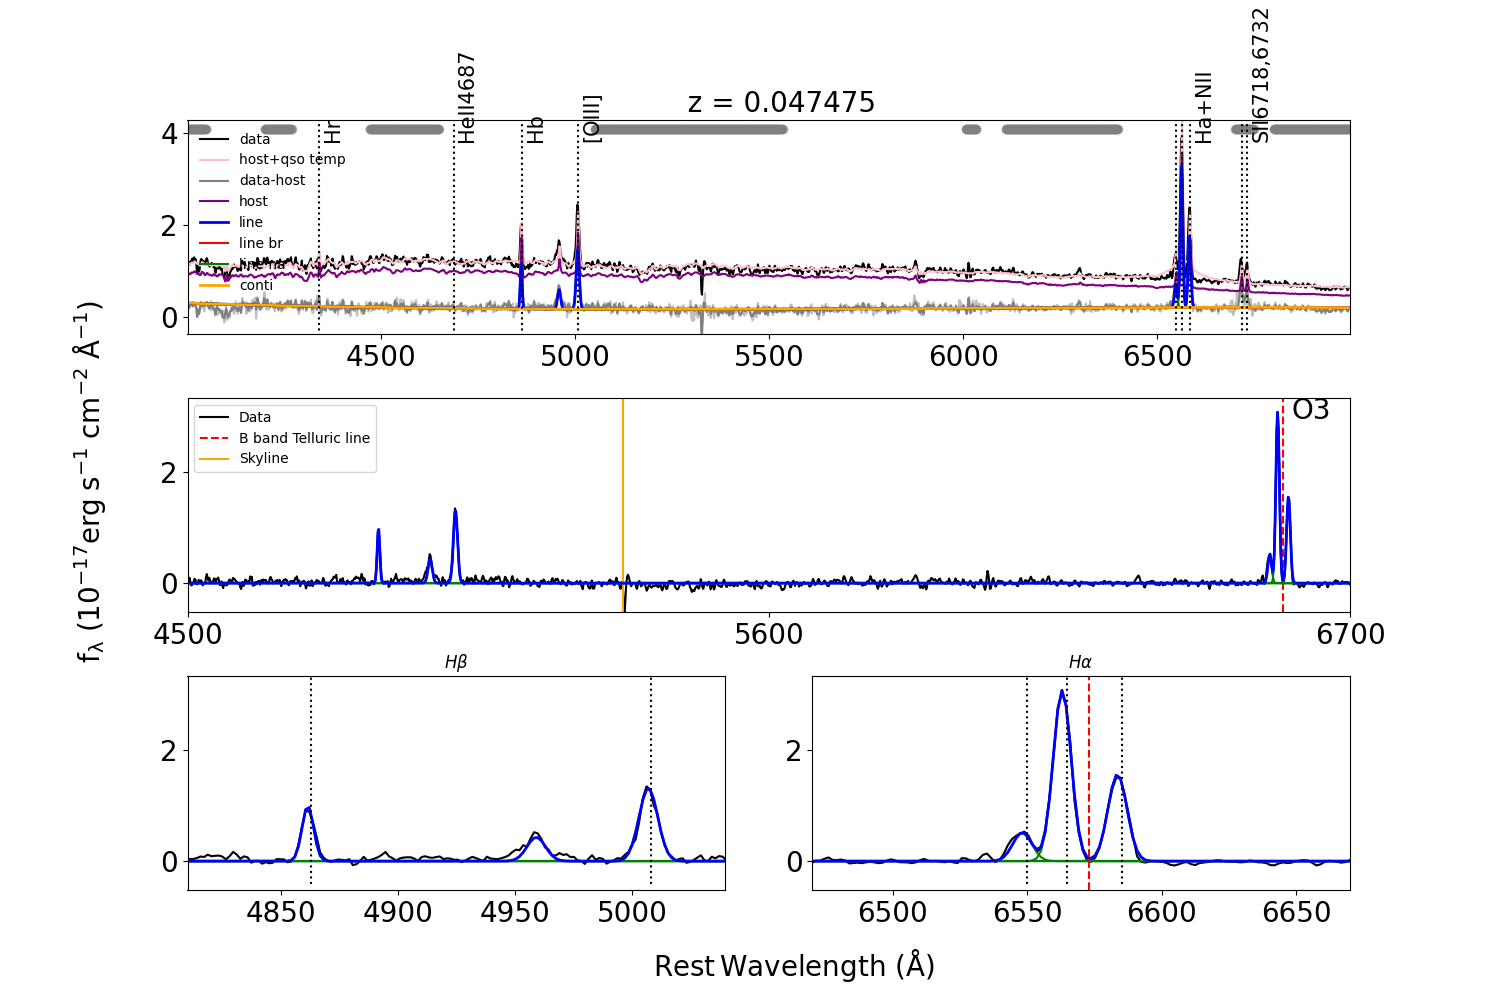 z = 0.047475
Hr
HeII4687
Hb
[OIII]
Ha+NII
SII6718,6732
4
2
0
data
host+qso temp
data-host
host
line
line br
conti
4500
5000
5500
6000
6500
fλ (10⁻¹⁷erg s⁻¹ cm⁻² Å⁻¹)
2
0
Data
B band Telluric line
Skyline
O3
4500
5600
6700
Hβ
2
0
4850
4900
4950
5000
Hα
2
0
6500
6550
6600
6650
Rest Wavelength (Å)